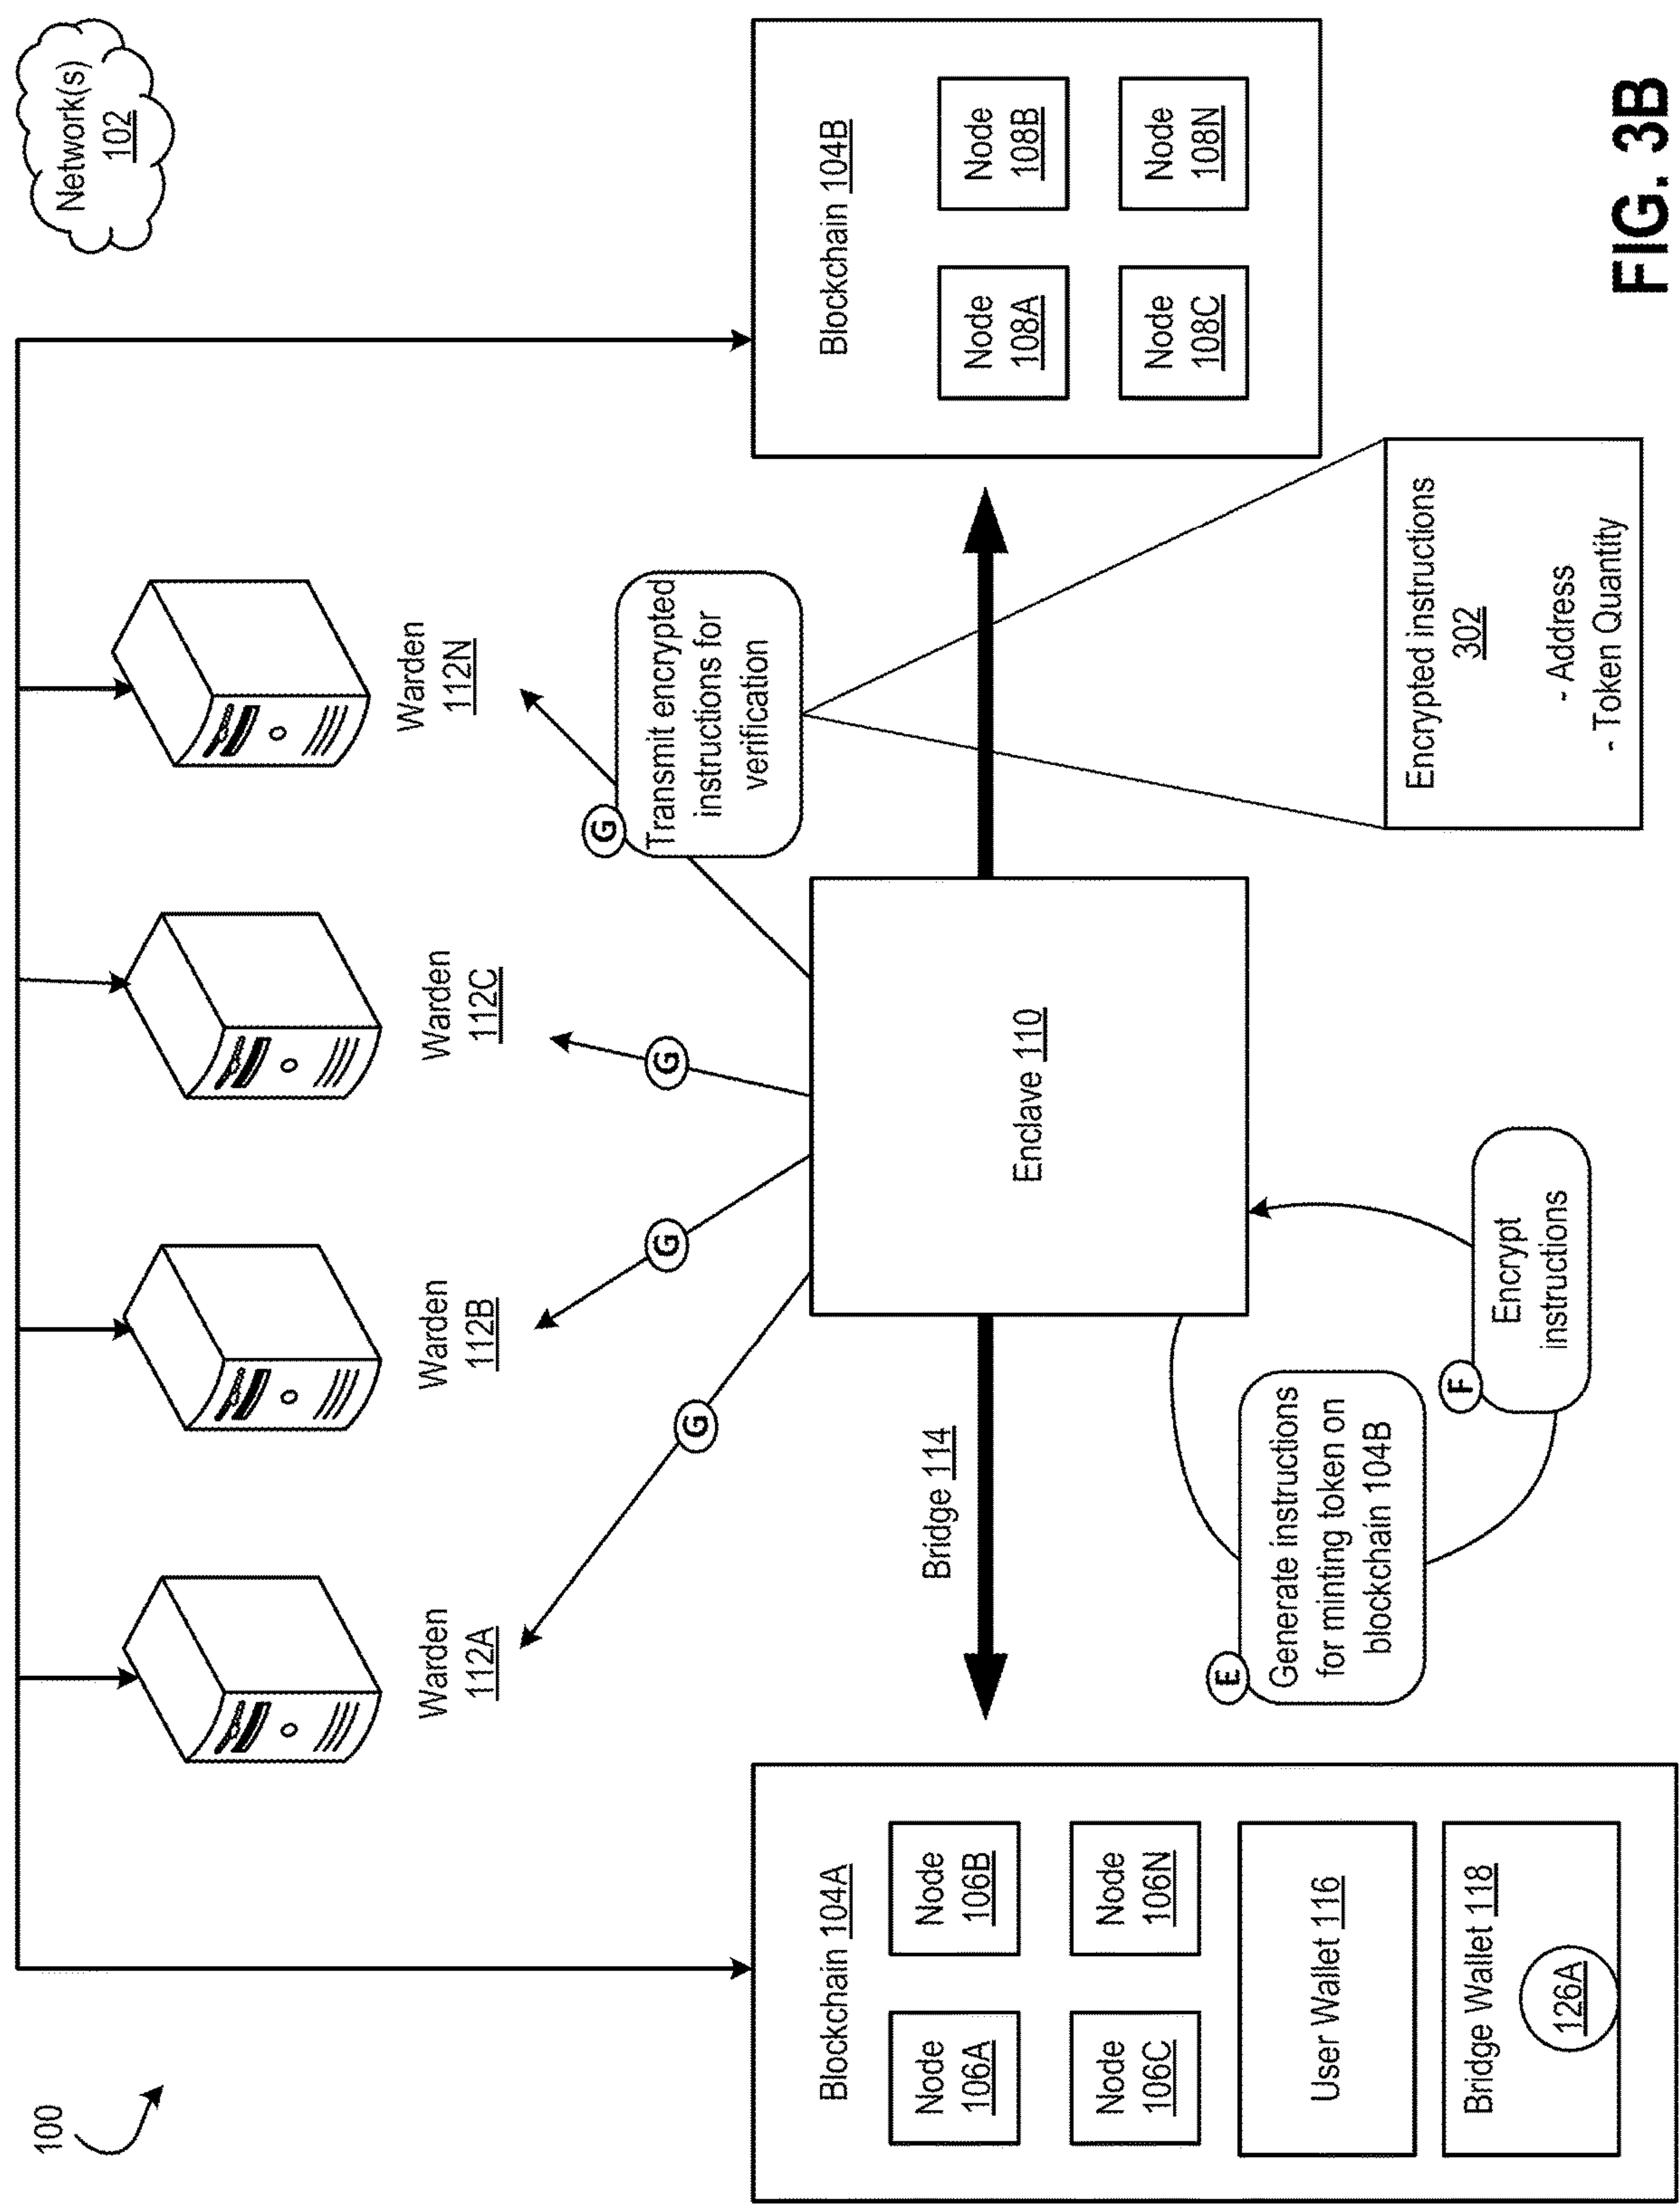 100
Network(s)
102
Warden
112A
Warden
112B
Warden
112C
Warden
112N
Blockchain 104A
Node
106A
Node
106B
Node
106C
Node
106N
User Wallet 116
Bridge Wallet 118
126A
Bridge 114
G
G
G
G
Transmit encrypted
instructions for
verification
Enclave 110
E
Generate instructions
for minting token on
blockchain 104B
F
Encrypt
instructions
Blockchain 104B
Node
108A
Node
108B
Node
108C
Node
108N
Encrypted instructions
302
- Address
- Token Quantity
FIG. 3B